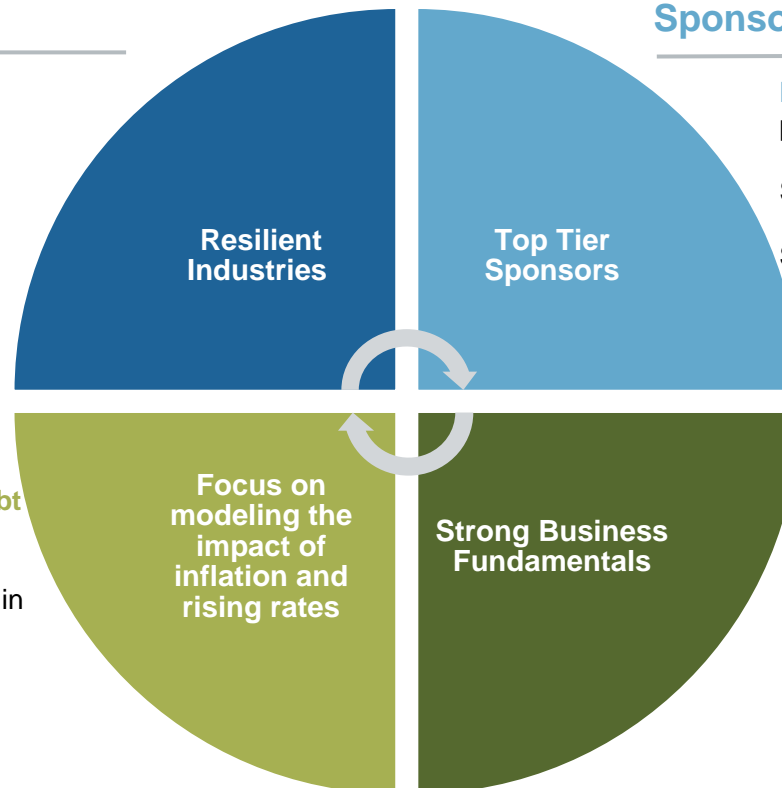 Sponso
Resilient
Industries
Top Tier
Sponsors
Focus on
modeling the
impact of
inflation and
rising rates
Strong Business
Fundamentals
bt
in